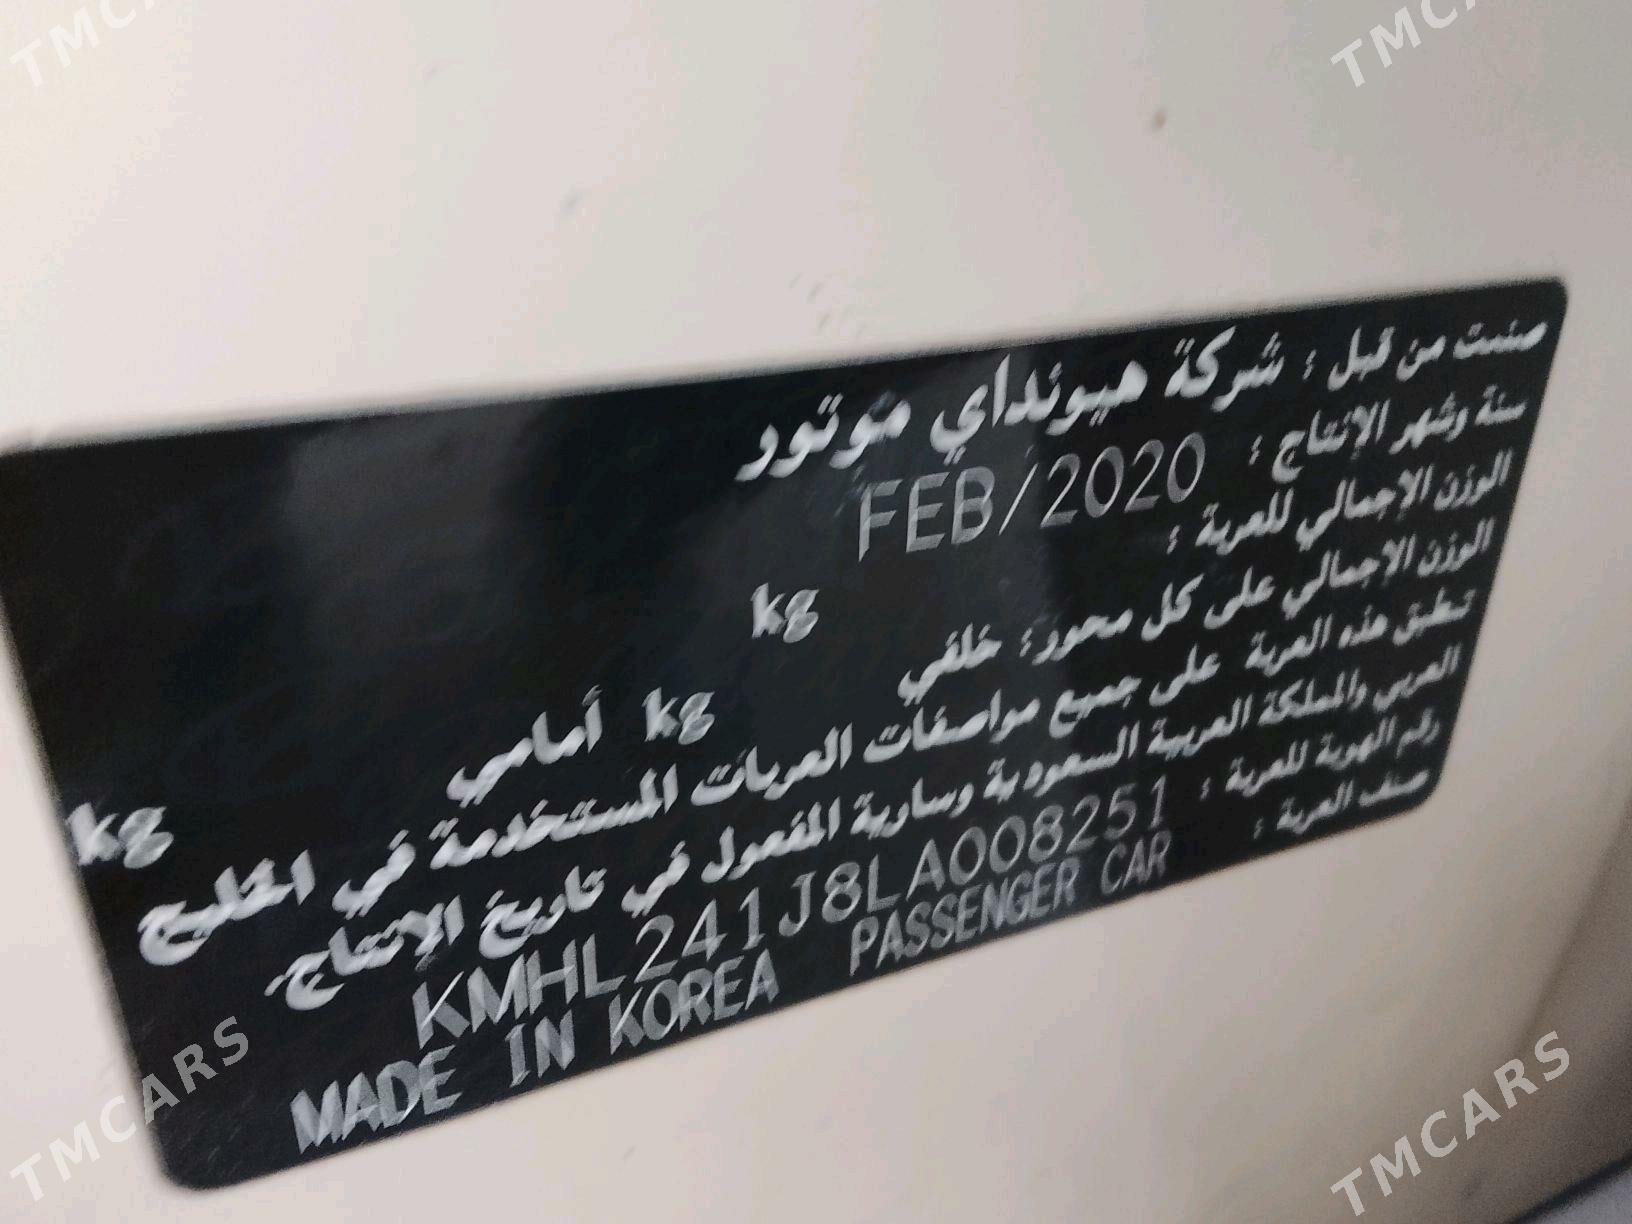 صنعت من قبل : شركة هيونداي موتور
سنة وشهر الإنتاج : FEB/2020
الوزن الإجمالي للعربة : kg
الوزن الإجمالي على كل محور: خلفي kg أمامي kg
تطبق هذه العربة على جميع مواصفات العربات المستخدمة في الخليج
العربي والمملكة العربية السعودية وسارية المفعول في تاريخ الإنتاج.
رقم الهوية للعربة : KMHL241J8LA008251
صنف العربة : PASSENGER CAR MADE IN KOREA
TMCARS
TMCARS
TMCARS
TMCARS